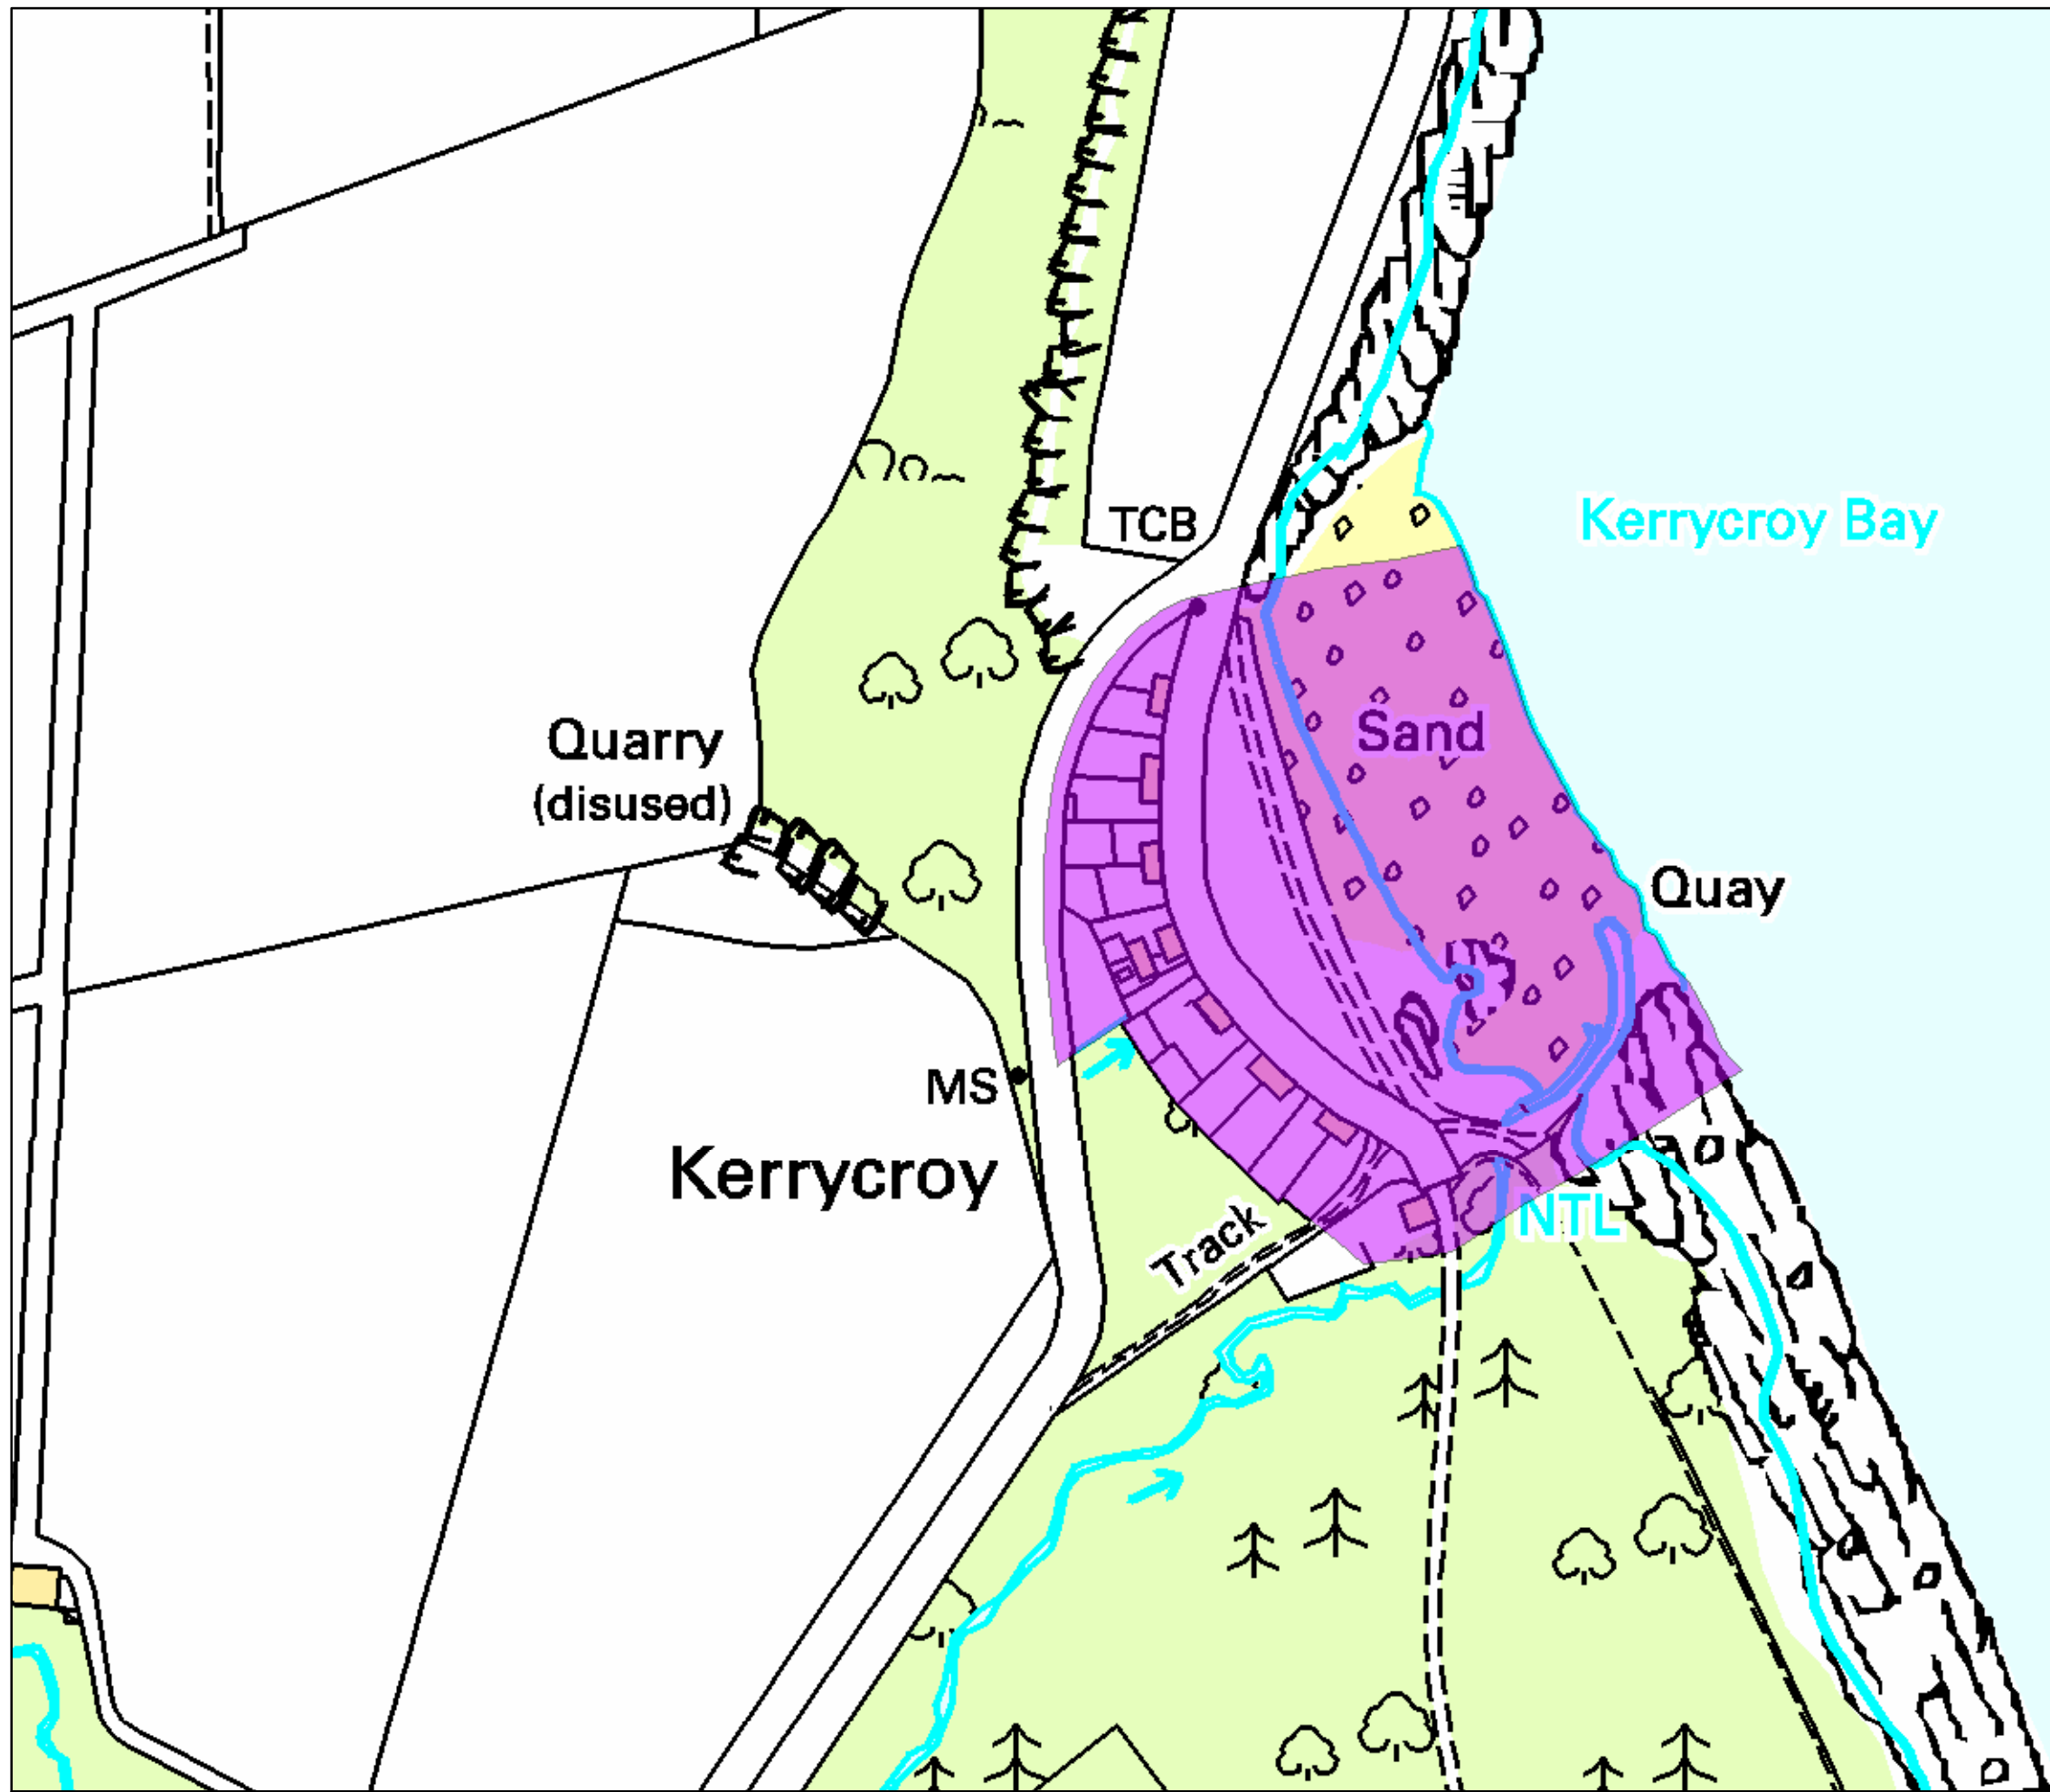 TCB
Kerrycroy Bay
Quarry
(disused)
Sand
Quay
MS
Kerrycroy
Track
NTL